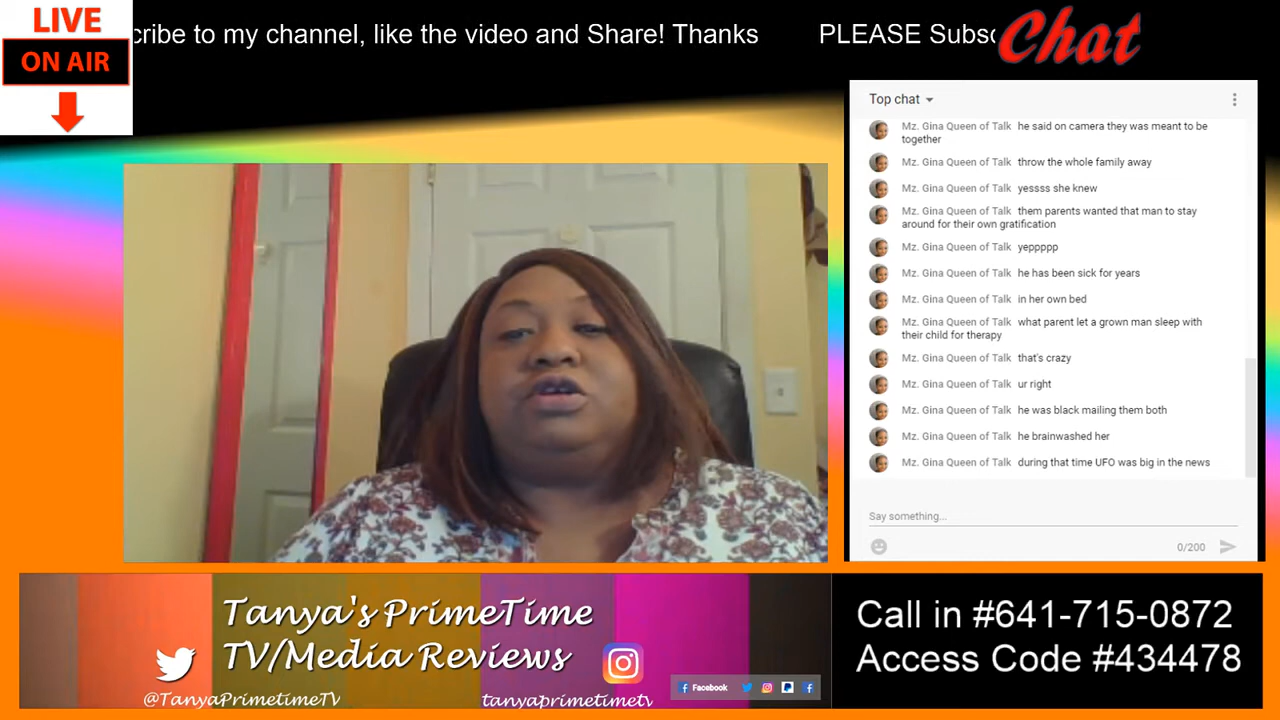 LIVE
ON AIR
cribe to my channel, like the video and Share! Thanks
PLEASE Subsc
Chat
Top chat
Mz. Gina Queen of Talk he said on camera they was meant to be
together
Mz. Gina Queen of Talk throw the whole family away
Mz. Gina Queen of Talk yessss she knew
Mz. Gina Queen of Talk them parents wanted that man to stay
around for their own gratification
Mz. Gina Queen of Talk yeppppp
Mz. Gina Queen of Talk he has been sick for years
Mz. Gina Queen of Talk in her own bed
Mz. Gina Queen of Talk what parent let a grown man sleep with
their child for therapy
Mz. Gina Queen of Talk that's crazy
Mz. Gina Queen of Talk ur right
Mz. Gina Queen of Talk he was black mailing them both
Mz. Gina Queen of Talk he brainwashed her
Mz. Gina Queen of Talk during that time UFO was big in the news
Say something...
0/200
Tanya's PrimeTime
TV/Media Reviews
@TanyaPrimetimeTV
tanyaprimetimetv
Facebook
Call in #641-715-0872
Access Code #434478